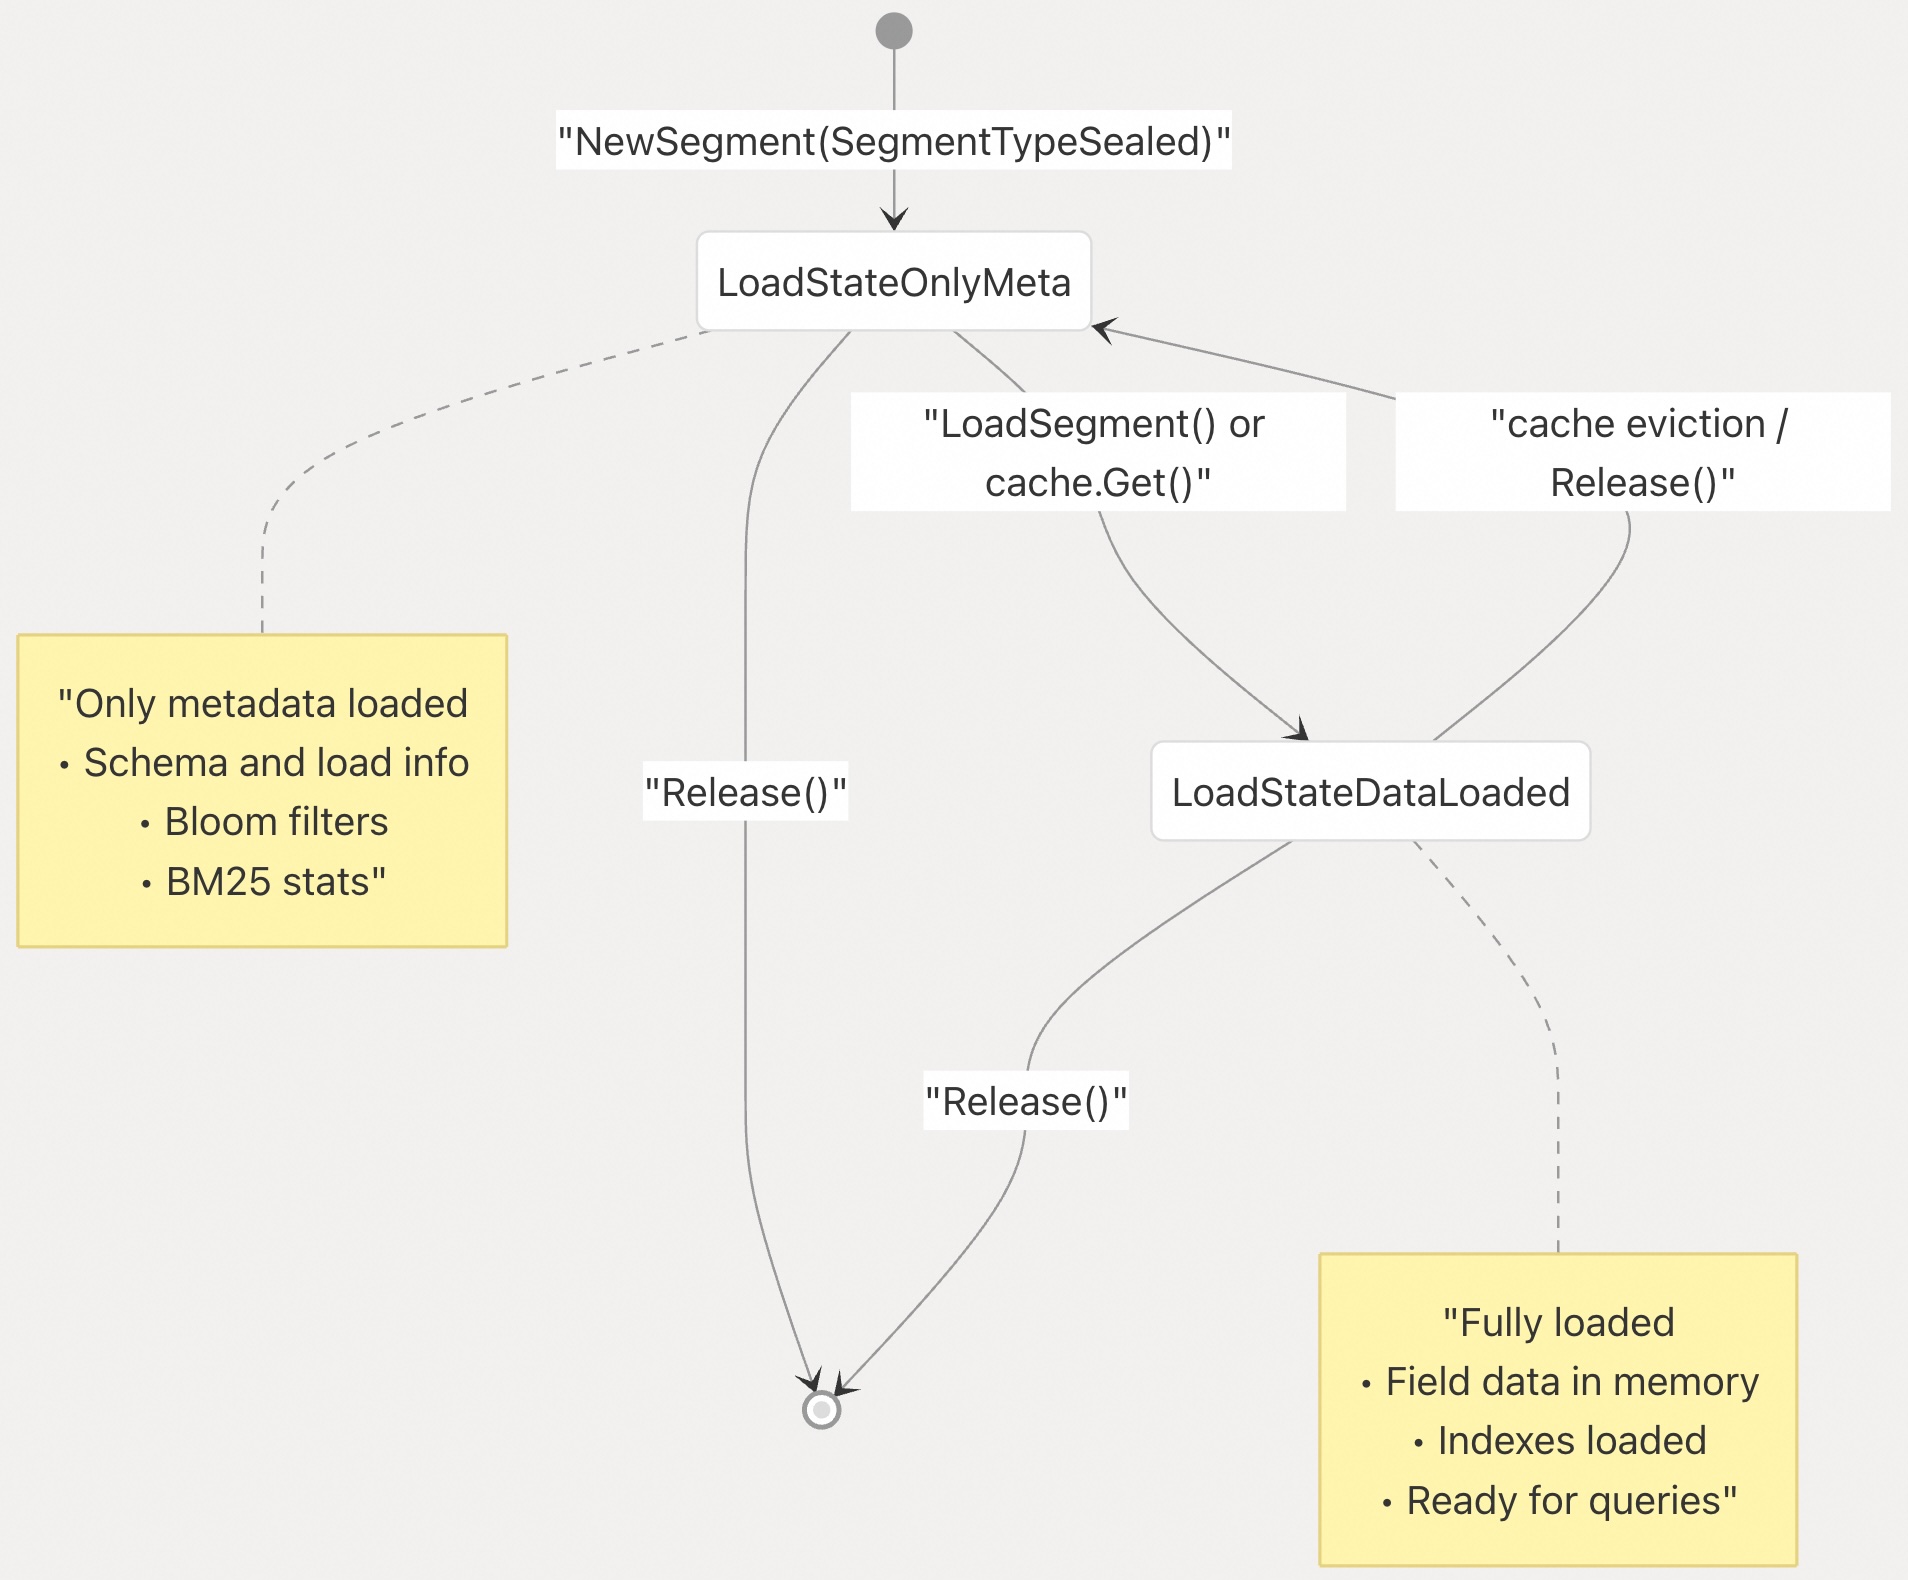 "NewSegment(SegmentTypeSealed)"
LoadStateOnlyMeta
"LoadSegment() or
cache.Get()"
"cache eviction /
Release()"
"Only metadata loaded
• Schema and load info
• Bloom filters
• BM25 stats"
"Release()"
LoadStateDataLoaded
"Release()"
"Fully loaded
• Field data in memory
• Indexes loaded
• Ready for queries"